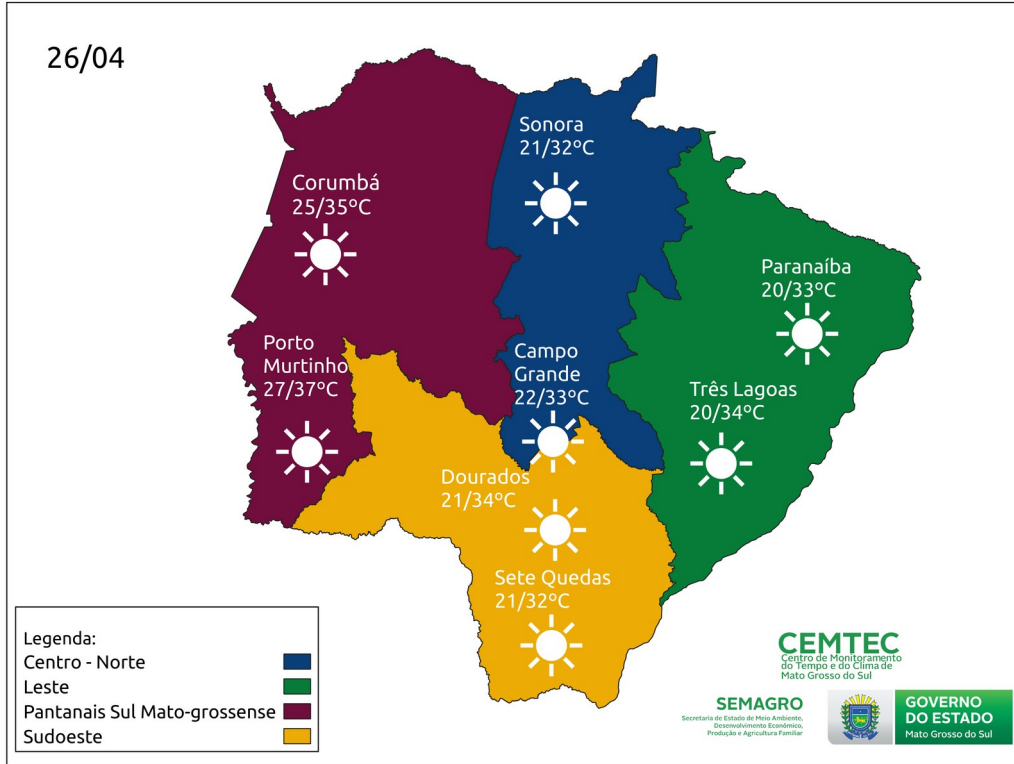 26/04
Sonora
21/32ºC
Corumbá
25/35ºC
Paranaíba
20/33ºC
Porto
Murtinho
27/37ºC
Campo
Grande
22/33ºC
Três Lagoas
20/34ºC
Dourados
21/34ºC
Sete Quedas
21/32ºC
Legenda:
Centro - Norte
Leste
Pantanais Sul Mato-grossense
Sudoeste
CEMTEC
Centro de Monitoramento
do Tempo e do Clima de
Mato Grosso do Sul
SEMAGRO
Secretaria de Estado de Meio Ambiente,
Desenvolvimento Econômico,
Produção e Agricultura Familiar
GOVERNO
DO ESTADO
Mato Grosso do Sul